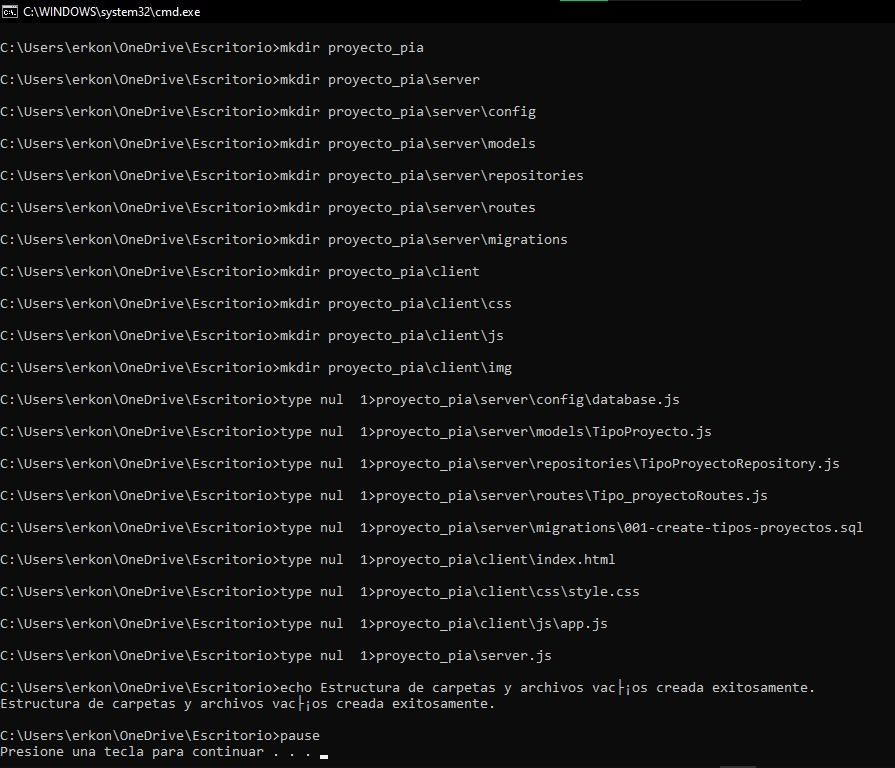 C:\WINDOWS\system32\cmd.exe
C:\Users\erkon\OneDrive\Escritorio>mkdir proyecto_pia
C:\Users\erkon\OneDrive\Escritorio>mkdir proyecto_pia\server
C:\Users\erkon\OneDrive\Escritorio>mkdir proyecto_pia\server\config
C:\Users\erkon\OneDrive\Escritorio>mkdir proyecto_pia\server\models
C:\Users\erkon\OneDrive\Escritorio>mkdir proyecto_pia\server\repositories
C:\Users\erkon\OneDrive\Escritorio>mkdir proyecto_pia\server\routes
C:\Users\erkon\OneDrive\Escritorio>mkdir proyecto_pia\server\migrations
C:\Users\erkon\OneDrive\Escritorio>mkdir proyecto_pia\client
C:\Users\erkon\OneDrive\Escritorio>mkdir proyecto_pia\client\css
C:\Users\erkon\OneDrive\Escritorio>mkdir proyecto_pia\client\js
C:\Users\erkon\OneDrive\Escritorio>mkdir proyecto_pia\client\img
C:\Users\erkon\OneDrive\Escritorio>type nul  1>proyecto_pia\server\config\database.js
C:\Users\erkon\OneDrive\Escritorio>type nul  1>proyecto_pia\server\models\TipoProyecto.js
C:\Users\erkon\OneDrive\Escritorio>type nul  1>proyecto_pia\server\repositories\TipoProyectoRepository.js
C:\Users\erkon\OneDrive\Escritorio>type nul  1>proyecto_pia\server\routes\Tipo_proyectoRoutes.js
C:\Users\erkon\OneDrive\Escritorio>type nul  1>proyecto_pia\server\migrations\001-create-tipos-proyectos.sql
C:\Users\erkon\OneDrive\Escritorio>type nul  1>proyecto_pia\client\index.html
C:\Users\erkon\OneDrive\Escritorio>type nul  1>proyecto_pia\client\css\style.css
C:\Users\erkon\OneDrive\Escritorio>type nul  1>proyecto_pia\client\js\app.js
C:\Users\erkon\OneDrive\Escritorio>type nul  1>proyecto_pia\server.js
C:\Users\erkon\OneDrive\Escritorio>echo Estructura de carpetas y archivos vac├¡os creada exitosamente.
Estructura de carpetas y archivos vac├¡os creada exitosamente.
C:\Users\erkon\OneDrive\Escritorio>pause
Presione una tecla para continuar . . .